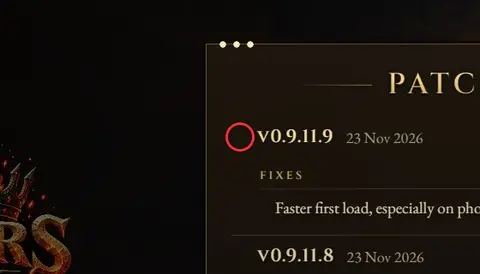 PATC
v0.9.11.9 23 Nov 2026
FIXES
Faster first load, especially on pho
RS
v0.9.11.8 23 Nov 2026